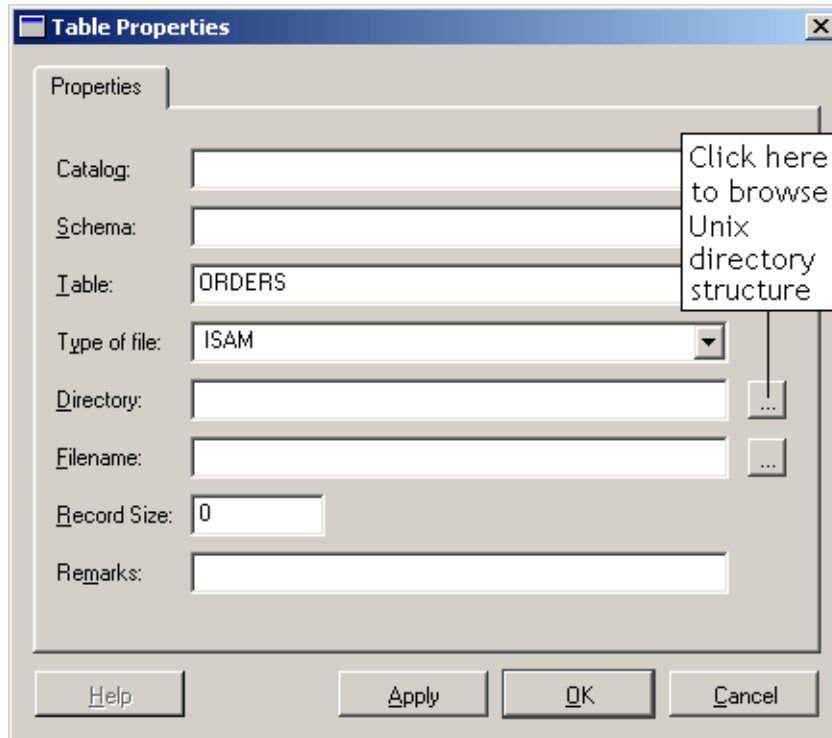 Table Properties
Properties
Catalog:
Schema:
Table: ORDERS
Type of file: ISAM
Directory: ...
Filename: ...
Record Size: 0
Remarks:
Click here
to browse
Unix
directory
structure
Help Apply OK Cancel